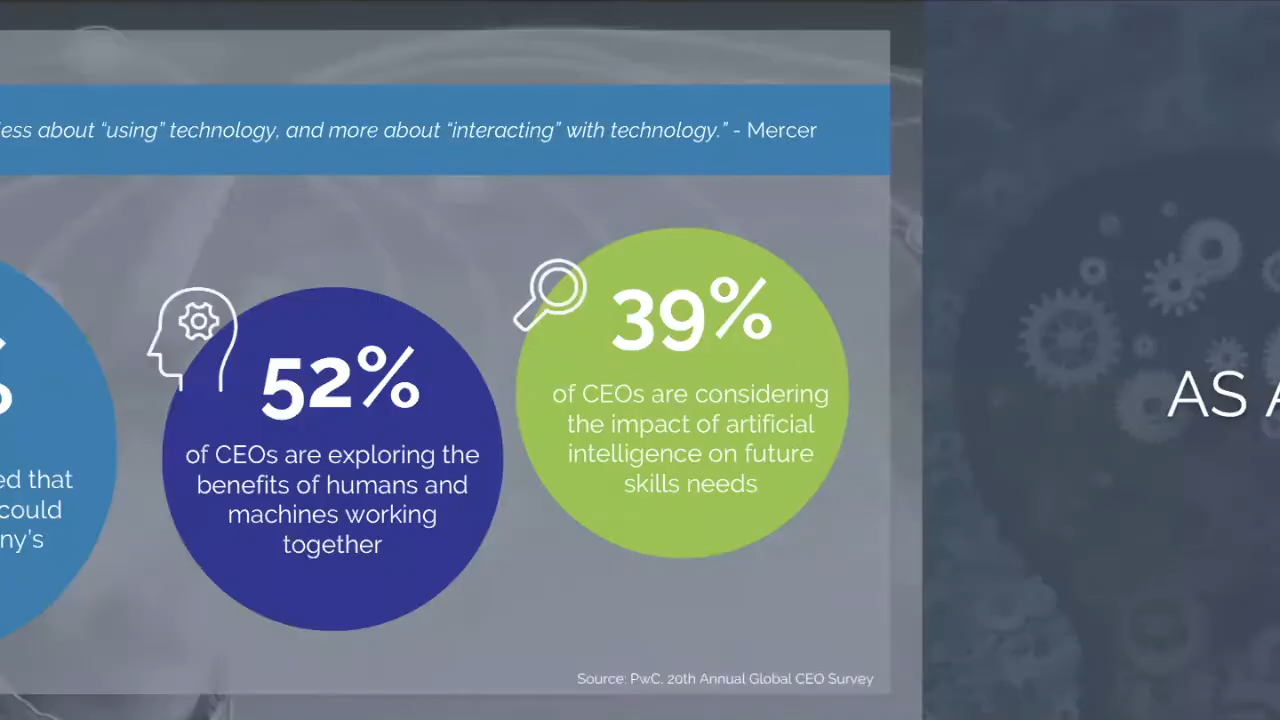 less about “using” technology, and more about “interacting” with technology.” - Mercer
%
ed that
could
ny's
52%
of CEOs are exploring the
benefits of humans and
machines working
together
39%
of CEOs are considering
the impact of artificial
intelligence on future
skills needs
Source: PwC, 20th Annual Global CEO Survey
AS A